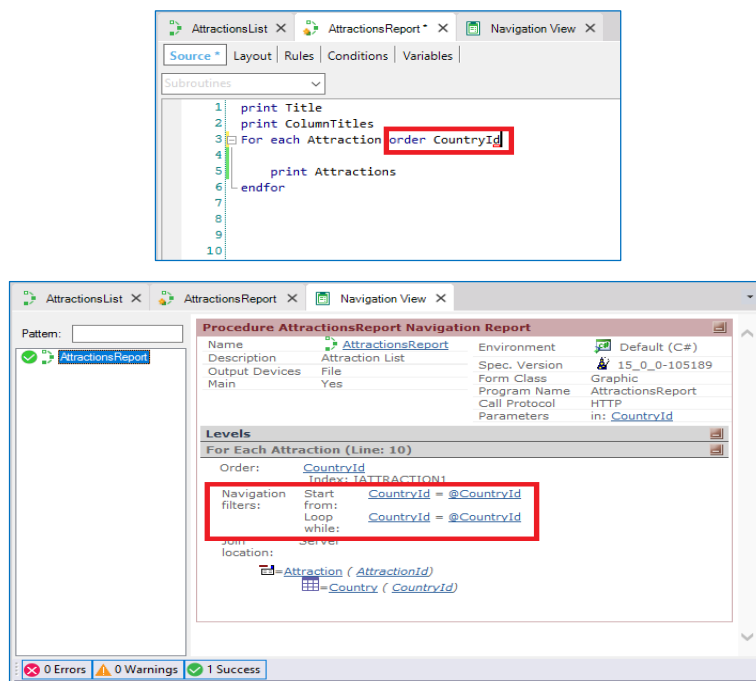 AttractionsList AttractionsReport * Navigation View
Source * Layout Rules Conditions Variables
Subroutines
1 print Title
2 print ColumnTitles
3 For each Attraction order CountryId
4
5 print Attractions
6 endfor
7
8
9
10
AttractionsList AttractionsReport Navigation View
Pattern:
AttractionsReport
Procedure AttractionsReport Navigation Report
Name AttractionsReport
Description Attraction List
Output Devices File
Main Yes
Environment Default (C#)
Spec. Version 15_0_0-105189
Form Class Graphic
Program Name AttractionsReport
Call Protocol HTTP
Parameters in: CountryId
Levels
For Each Attraction (Line: 10)
Order: CountryId
Index: IATTRACTION1
Navigation filters: Start from: CountryId = @CountryId
Loop while: CountryId = @CountryId
Join location: Server
=Attraction ( AttractionId)
=Country ( CountryId)
0 Errors 0 Warnings 1 Success